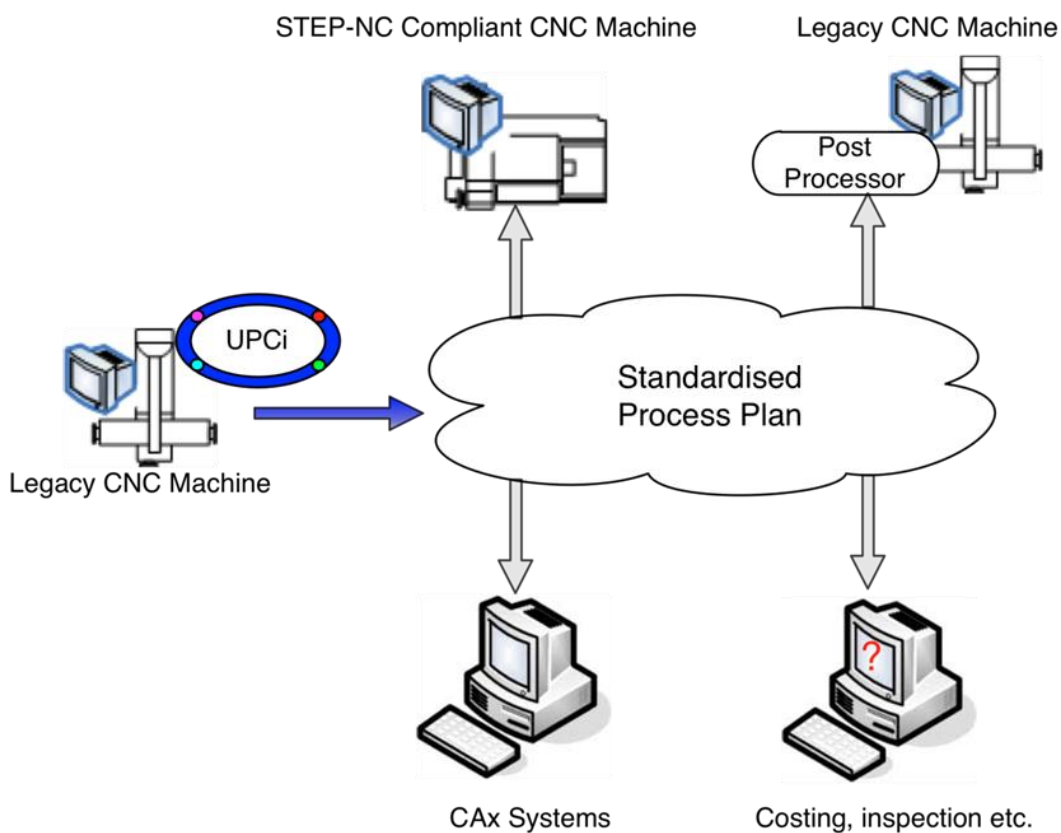 STEP-NC Compliant CNC Machine
Legacy CNC Machine
Post
Processor
UPCi
Standardised
Process Plan
Legacy CNC Machine
?
CAx Systems
Costing, inspection etc.